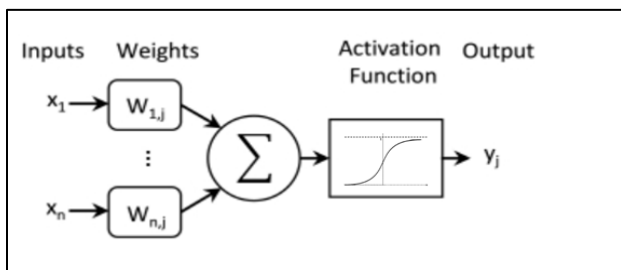 Inputs Weights Activation Function Output
x₁ W₁,ⱼ
⋮
∑
yⱼ
xₙ Wₙ,ⱼ